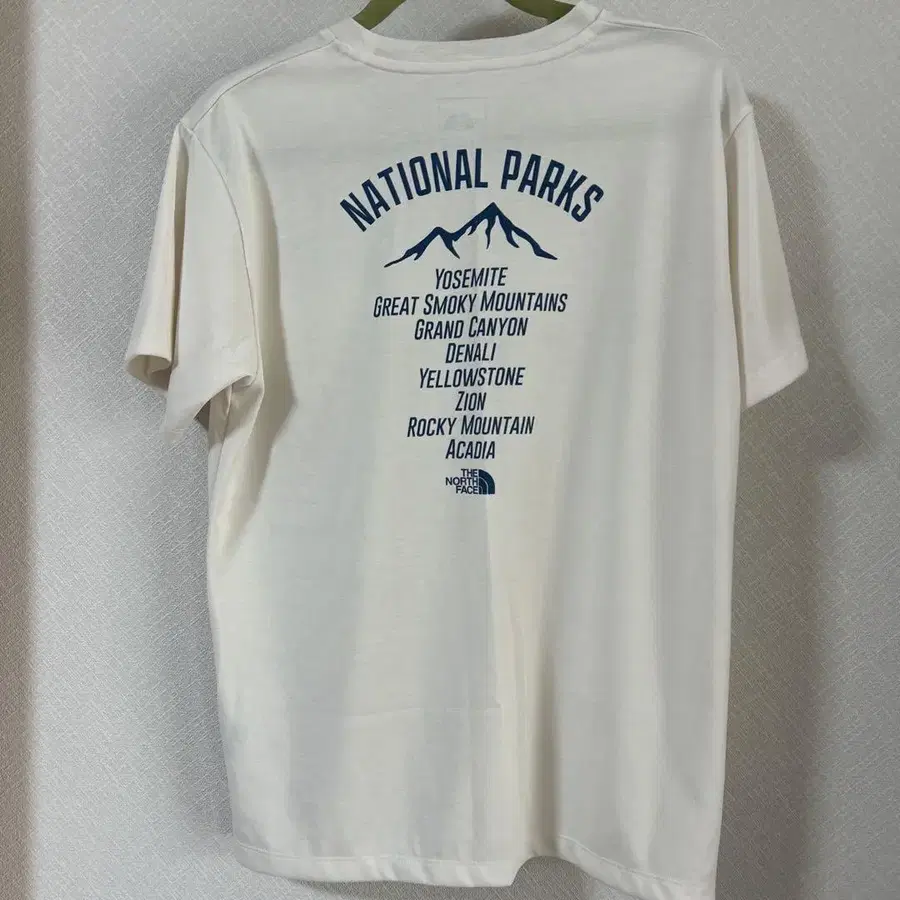 NATIONAL PARKS
YOSEMITE
GREAT SMOKY MOUNTAINS
GRAND CANYON
DENALI
YELLOWSTONE
ZION
ROCKY MOUNTAIN
ACADIA
THE
NORTH
FACE